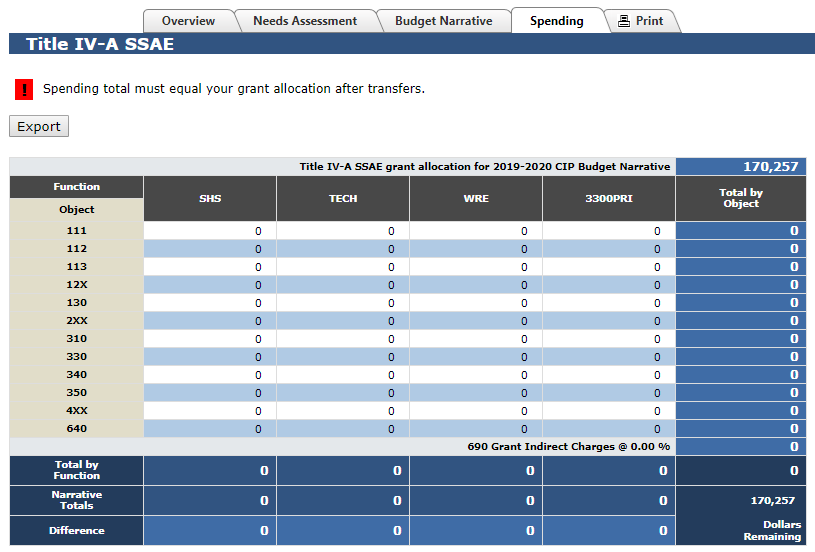 Overview Needs Assessment Budget Narrative Spending Print
Title IV-A SSAE
! Spending total must equal your grant allocation after transfers.
Export
Title IV-A SSAE grant allocation for 2019-2020 CIP Budget Narrative 170,257
Function SHS TECH WRE 3300PRI Total by Object
Object
111 0 0 0 0 0
112 0 0 0 0 0
113 0 0 0 0 0
12X 0 0 0 0 0
130 0 0 0 0 0
2XX 0 0 0 0 0
310 0 0 0 0 0
330 0 0 0 0 0
340 0 0 0 0 0
350 0 0 0 0 0
4XX 0 0 0 0 0
640 0 0 0 0 0
690 Grant Indirect Charges @ 0.00 % 0
Total by Function 0 0 0 0 0
Narrative Totals 0 0 0 0 170,257
Difference 0 0 0 0 Dollars Remaining